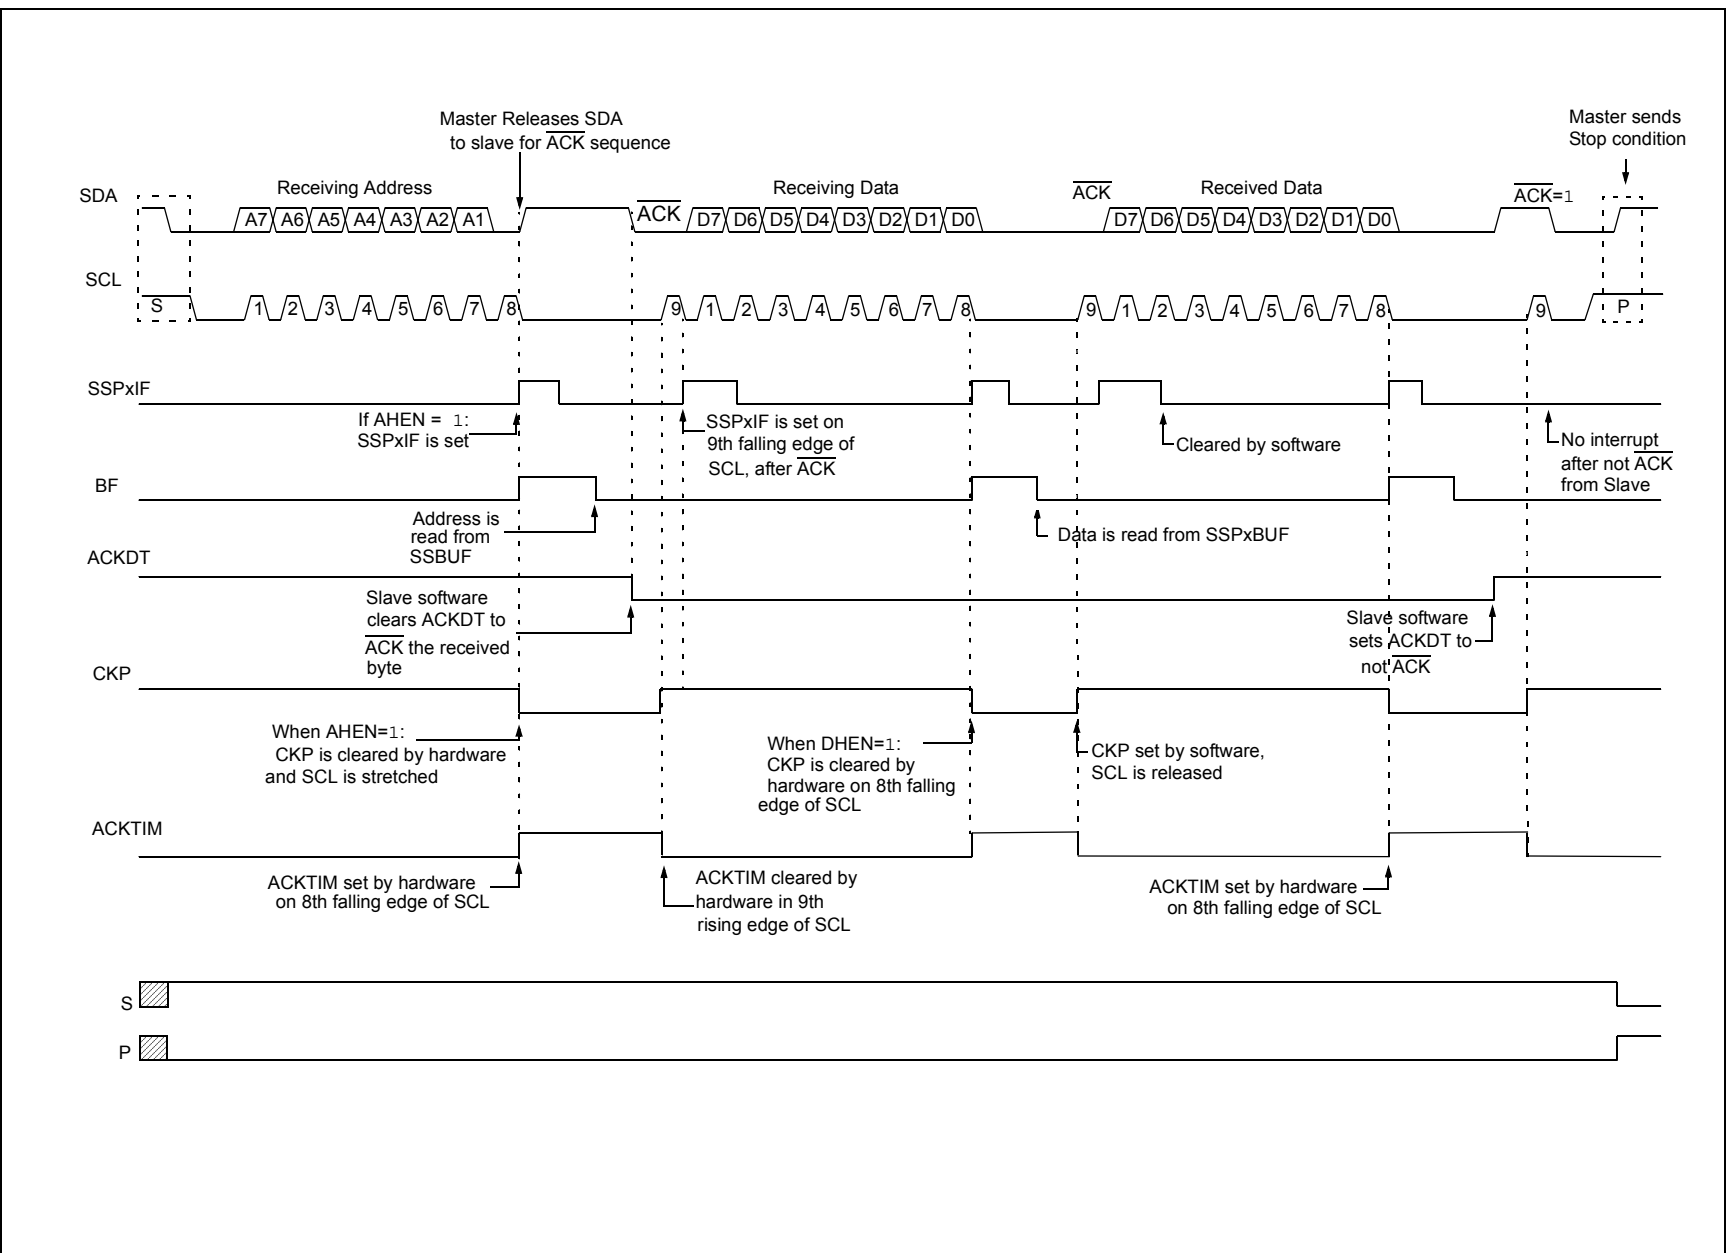 Master Releases SDA
to slave for ACK sequence
Master sends
Stop condition
SDA
Receiving Address
ACK
Receiving Data
ACK
Received Data
ACK=1
A7 A6 A5 A4 A3 A2 A1
D7 D6 D5 D4 D3 D2 D1 D0
D7 D6 D5 D4 D3 D2 D1 D0
SCL
S
1 2 3 4 5 6 7 8
9 1 2 3 4 5 6 7 8
9 1 2 3 4 5 6 7 8
9
P
SSPxIF
If AHEN = 1:
SSPxIF is set
SSPxIF is set on
9th falling edge of
SCL, after ACK
Cleared by software
No interrupt
after not ACK
from Slave
BF
Address is
read from
SSBUF
Data is read from SSPxBUF
ACKDT
Slave software
clears ACKDT to
ACK the received
byte
Slave software
sets ACKDT to
not ACK
CKP
When AHEN=1:
CKP is cleared by hardware
and SCL is stretched
When DHEN=1:
CKP is cleared by
hardware on 8th falling
edge of SCL
CKP set by software,
SCL is released
ACKTIM
ACKTIM set by hardware
on 8th falling edge of SCL
ACKTIM cleared by
hardware in 9th
rising edge of SCL
ACKTIM set by hardware
on 8th falling edge of SCL
S
P